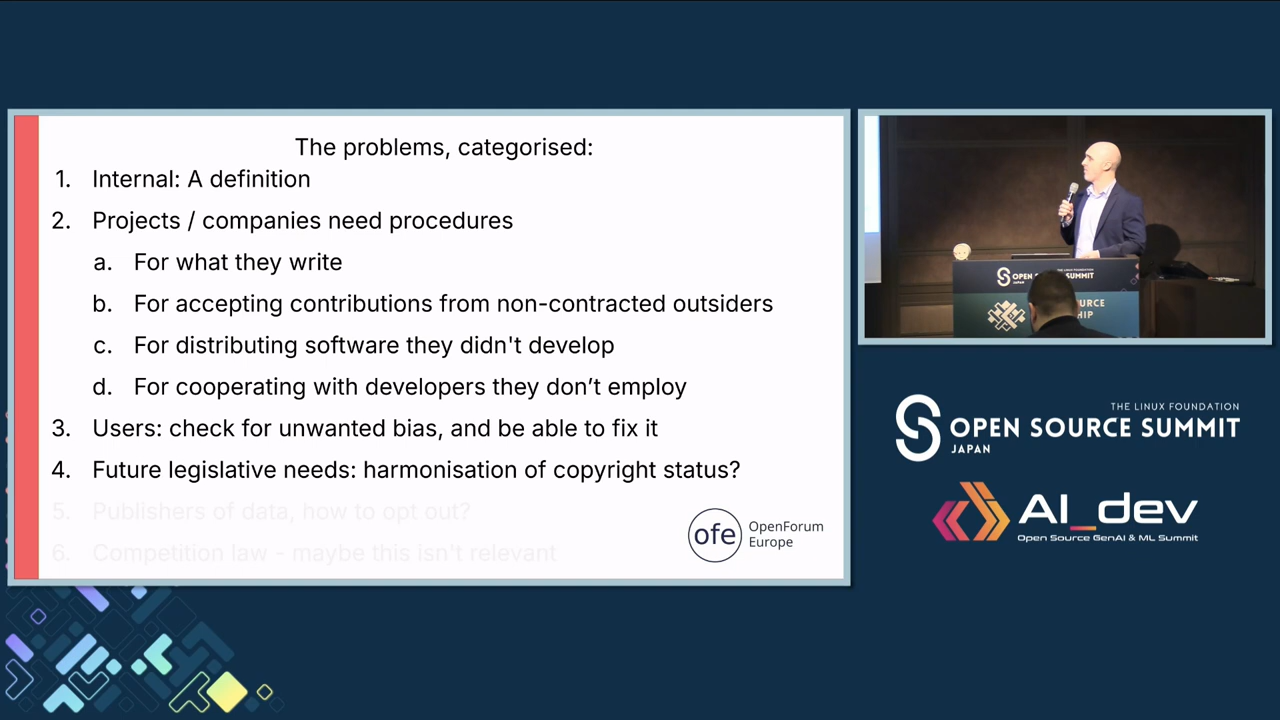 The problems, categorised:
1. Internal: A definition
2. Projects / companies need procedures
a. For what they write
b. For accepting contributions from non-contracted outsiders
c. For distributing software they didn't develop
d. For cooperating with developers they don’t employ
3. Users: check for unwanted bias, and be able to fix it
4. Future legislative needs: harmonisation of copyright status?
5. Publishers of data, how to opt out?
6. Competition law - maybe this isn't relevant
ofe OpenForum
Europe
THE LINUX FOUNDATION
OPEN SOURCE SUMMIT
JAPAN
AI_dev
Open Source GenAI & ML Summit